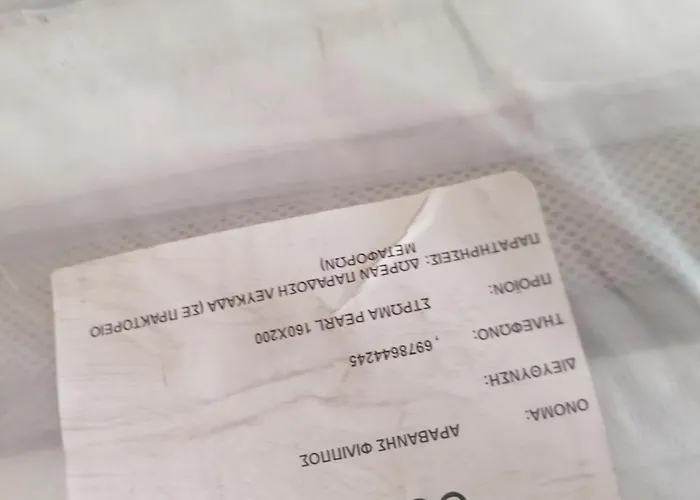 ΟΝΟΜΑ: ΑΡΑΒΑΝΗΣ ΦΙΛΙΠΠΟΣ
ΔΙΕΥΘΥΝΣΗ:
ΤΗΛΕΦΩΝΟ: , 6978644245
ΠΡΟΪΟΝ: ΣΤΡΩΜΑ PEARL 160X200
ΠΑΡΑΤΗΡΗΣΕΙΣ: ΔΩΡΕΑΝ ΠΑΡΑΔΟΣΗ ΛΕΥΚΑΔΑ (ΣΕ ΠΡΑΚΤΟΡΕΙΟ
ΜΕΤΑΦΟΡΩΝ)